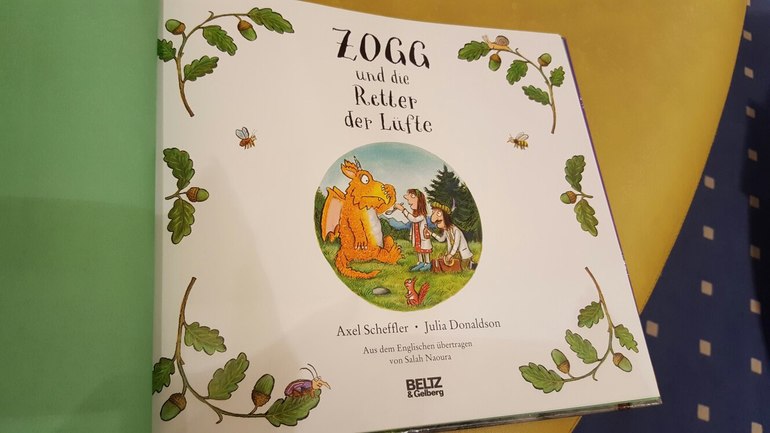 ZOGG
und die
Retter
der Lüfte
Axel Scheffler • Julia Donaldson
Aus dem Englischen übertragen
von Salah Naoura
BELTZ
& Gelberg